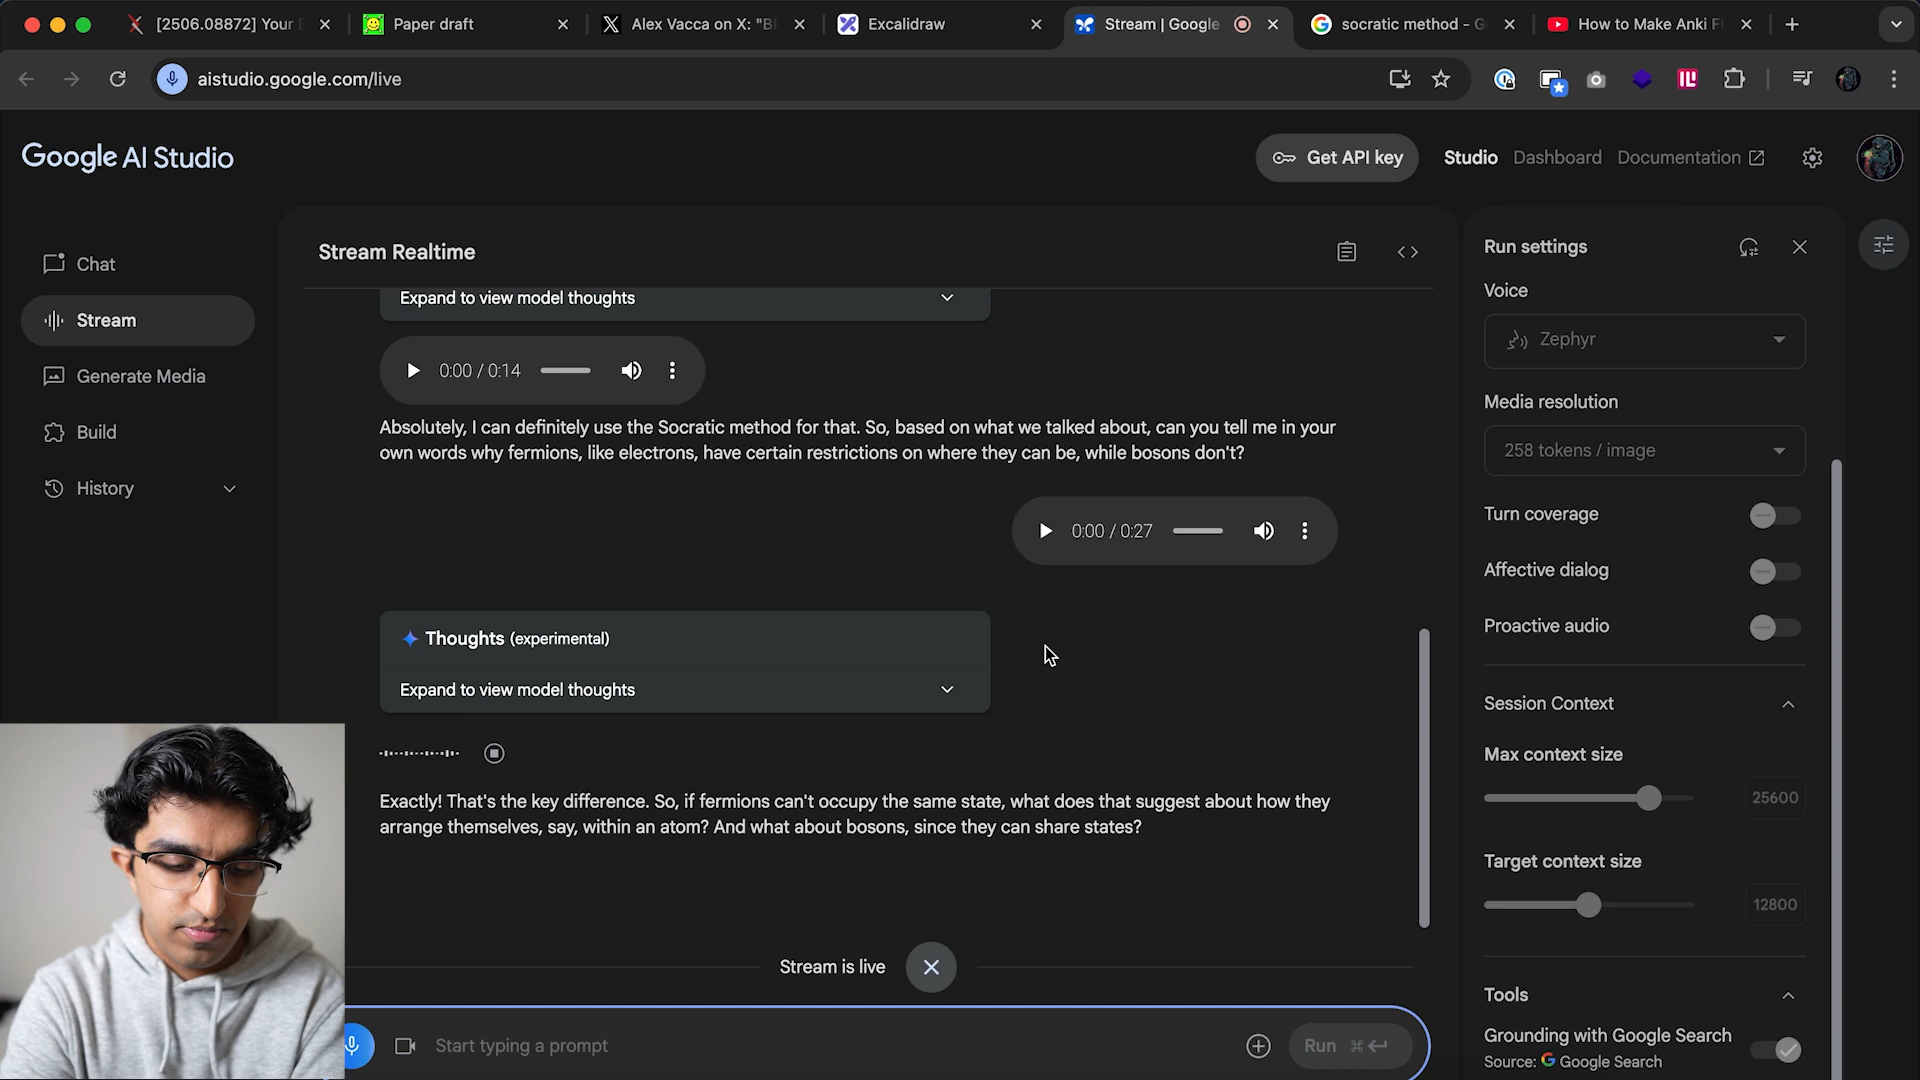 [2506.08872] Your
Paper draft
Alex Vacca on X: "B
Excalidraw
Stream | Google
socratic method - G
How to Make Anki Fl
aistudio.google.com/live
Google AI Studio
Get API key
Studio
Dashboard
Documentation
Chat
Stream
Generate Media
Build
History
Stream Realtime
Expand to view model thoughts
0:00 / 0:14
Absolutely, I can definitely use the Socratic method for that. So, based on what we talked about, can you tell me in your
own words why fermions, like electrons, have certain restrictions on where they can be, while bosons don't?
0:00 / 0:27
Thoughts (experimental)
Expand to view model thoughts
Exactly! That's the key difference. So, if fermions can't occupy the same state, what does that suggest about how they
arrange themselves, say, within an atom? And what about bosons, since they can share states?
Stream is live
Start typing a prompt
Run ⌘↵
Run settings
Voice
Zephyr
Media resolution
258 tokens / image
Turn coverage
Affective dialog
Proactive audio
Session Context
Max context size
25600
Target context size
12800
Tools
Grounding with Google Search
Source: Google Search